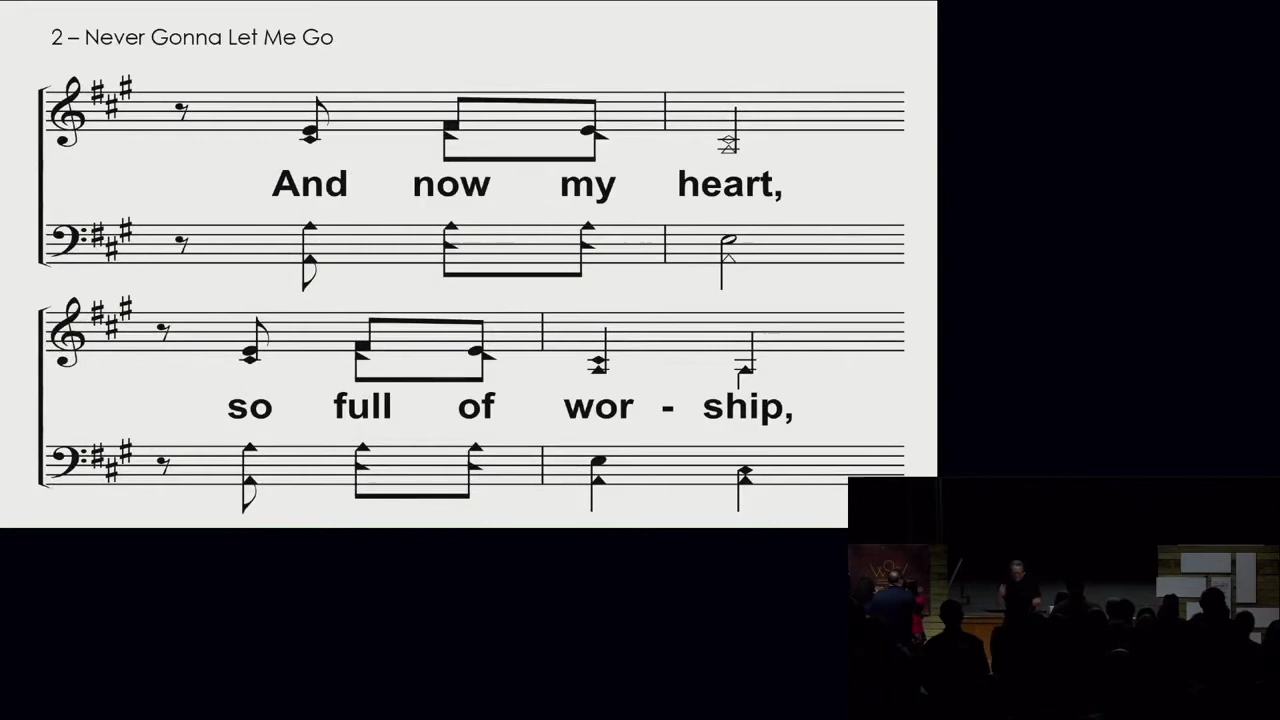 2 – Never Gonna Let Me Go
And now my heart,
so full of wor - ship,